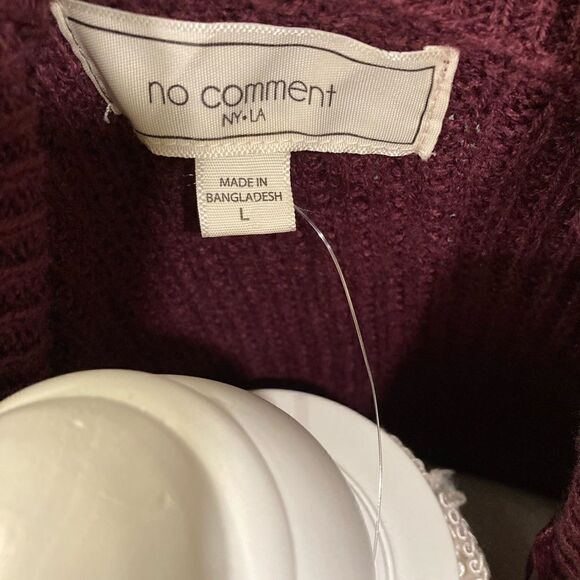 no comment
NY•LA
MADE IN
BANGLADESH
L